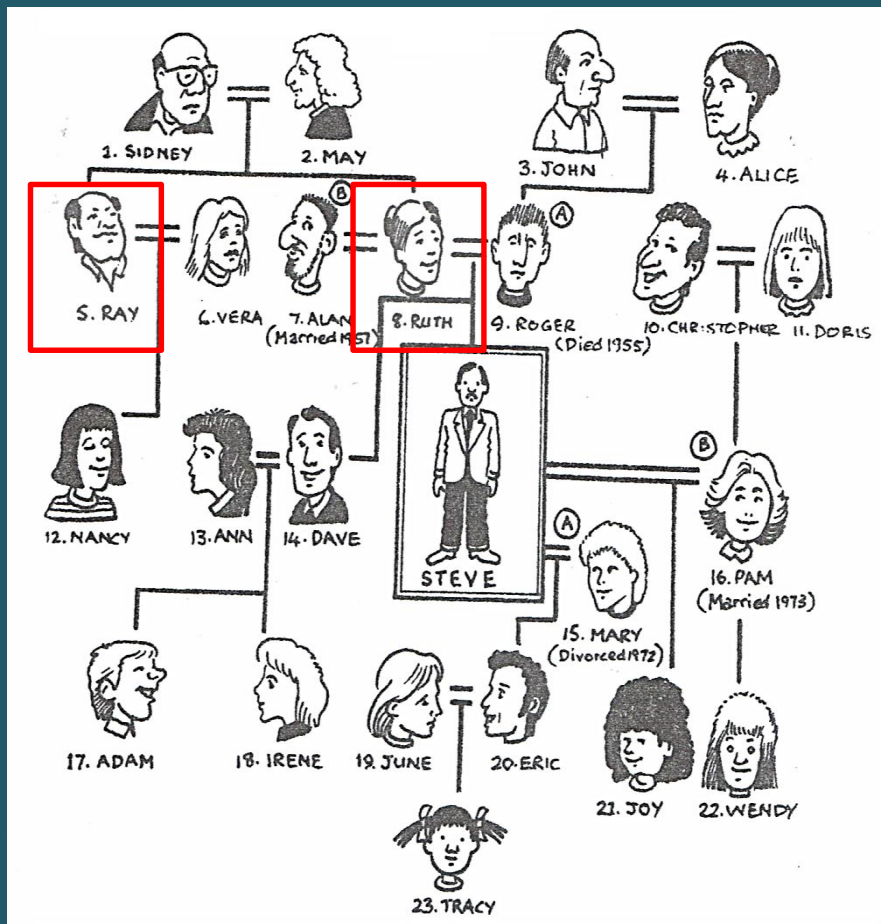 1. SIDNEY
2. MAY
3. JOHN
4. ALICE
B
A
5. RAY
6. VERA
7. ALAN
(Married 1957)
8. RUTH
9. ROGER
(Died 1955)
10. CHRISTOPHER
11. DORIS
B
A
12. NANCY
13. ANN
14. DAVE
STEVE
15. MARY
(Divorced 1972)
16. PAM
(Married 1973)
17. ADAM
18. IRENE
19. JUNE
20. ERIC
21. JOY
22. WENDY
23. TRACY